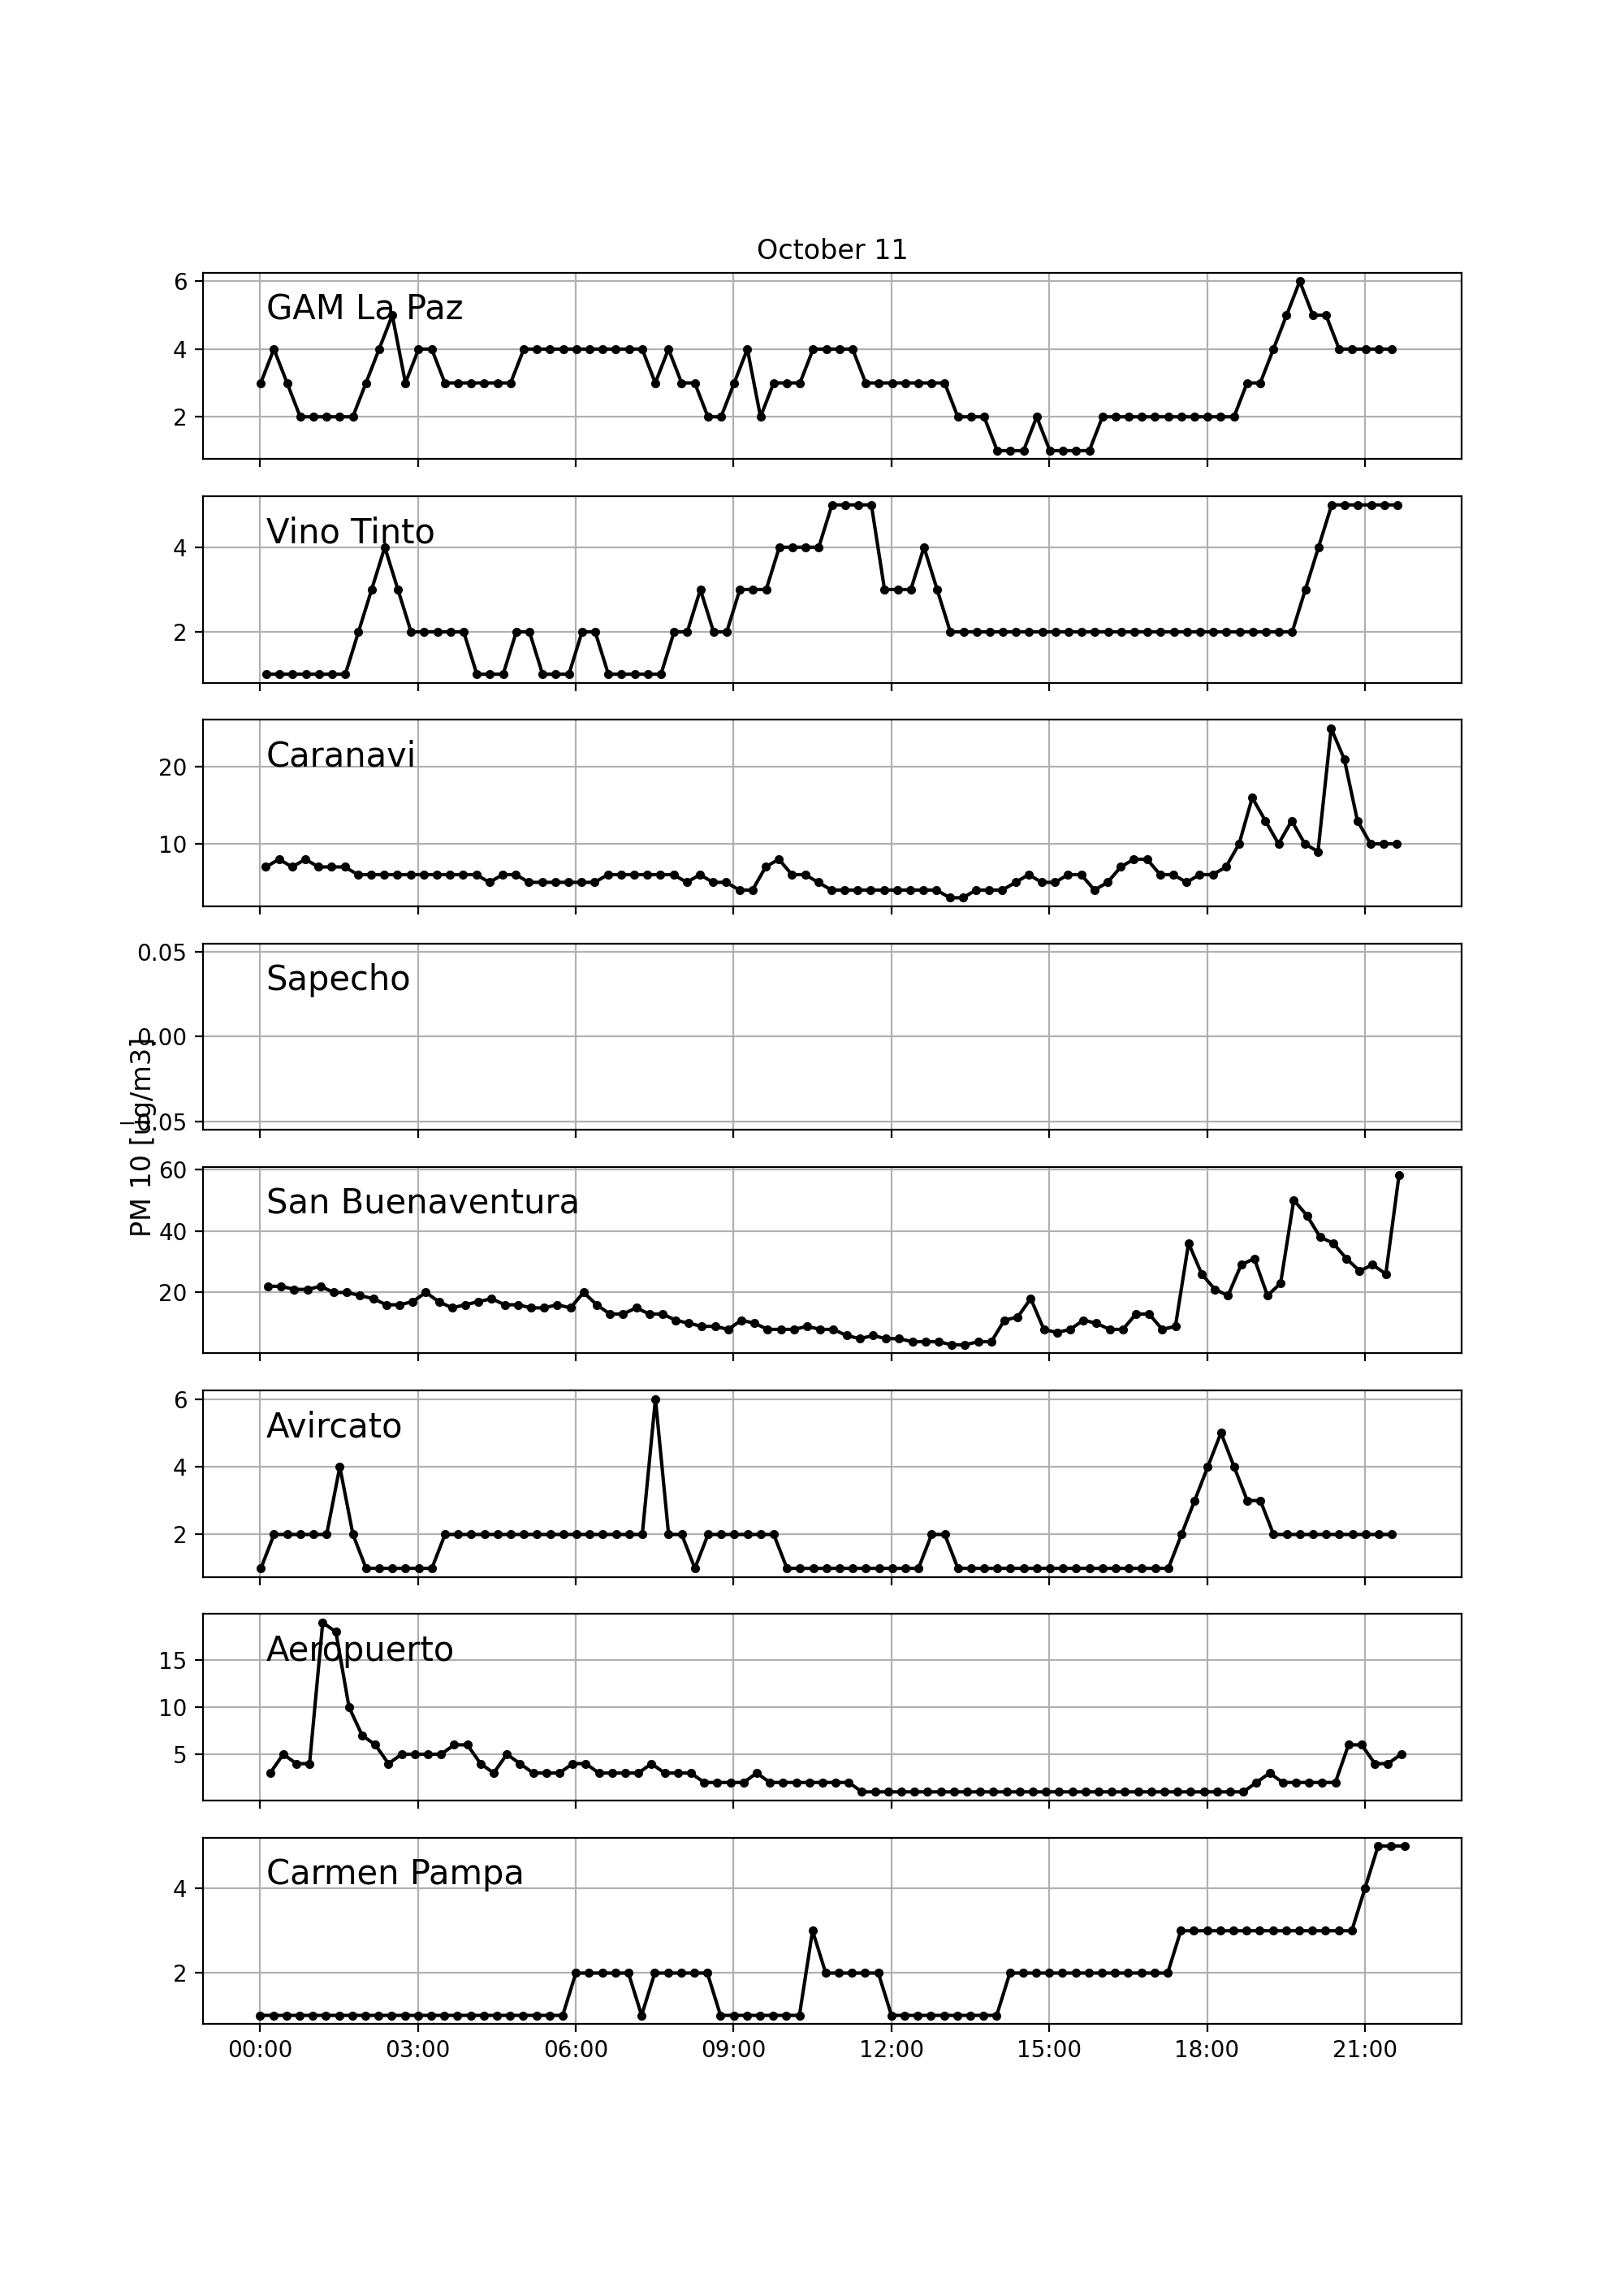 October 11
6
GAM La Paz
4
2
Vino Tinto
4
2
Caranavi
20
10
0.05
Sapecho
0.00
−0.05
PM 10 [ug/m3]
60
San Buenaventura
40
20
6
Avircato
4
2
Aeropuerto
15
10
5
Carmen Pampa
4
2
00:00 03:00 06:00 09:00 12:00 15:00 18:00 21:00